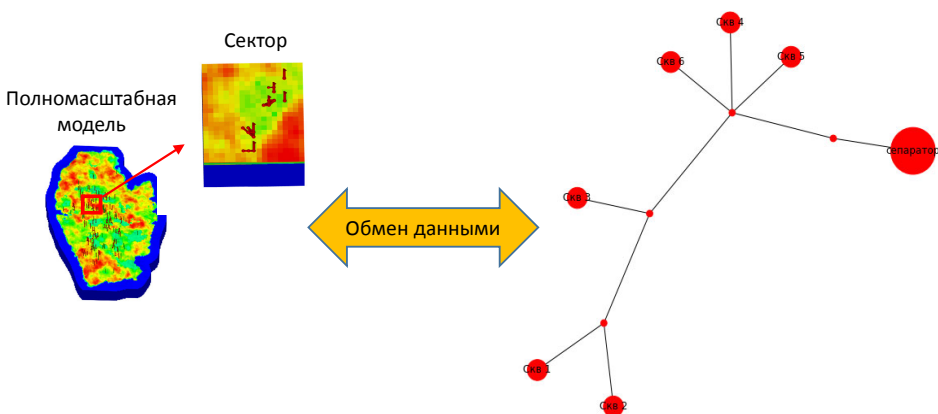 Сектор
Полномасштабная
модель
Обмен данными
Скв 4
Скв 6
Скв 5
сепаратор
Скв 3
Скв 1
Скв 2